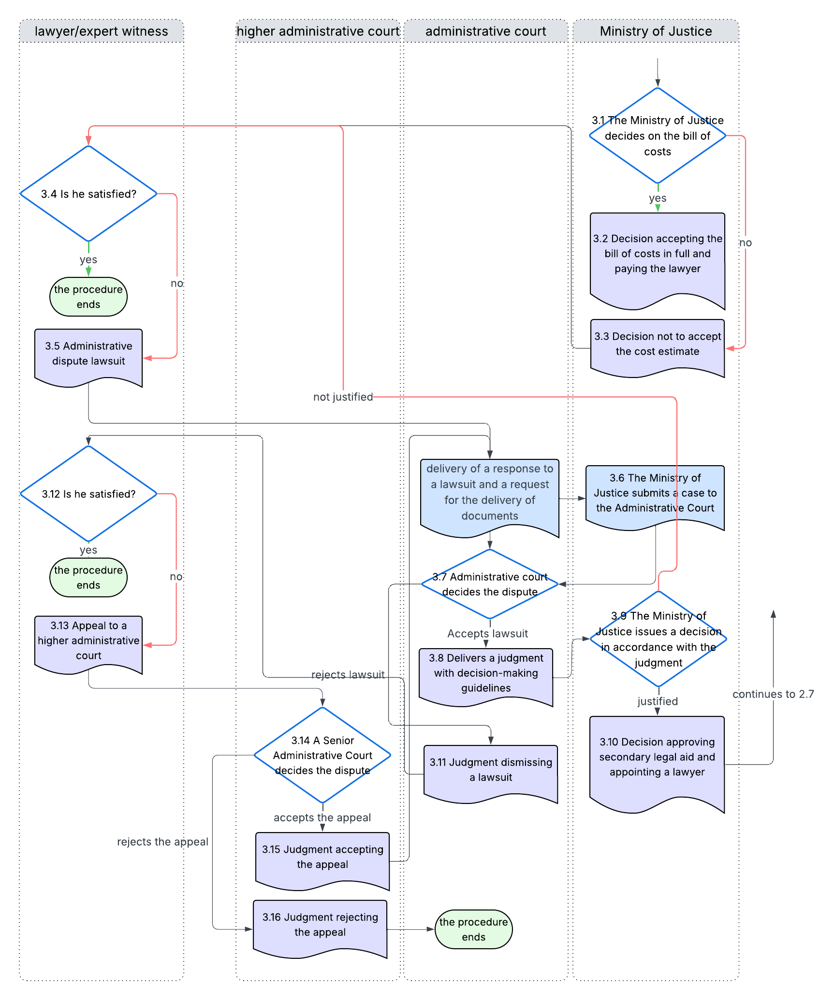 lawyer/expert witness
higher administrative court
administrative court
Ministry of Justice
3.1 The Ministry of Justice
decides on the bill of
costs
yes
no
3.2 Decision accepting the
bill of costs in full and
paying the lawyer
3.3 Decision not to accept
the cost estimate
3.4 Is he satisfied?
yes
no
the procedure
ends
3.5 Administrative
dispute lawsuit
not justified
delivery of a response to
a lawsuit and a request
for the delivery of
documents
3.6 The Ministry of
Justice submits a case to
the Administrative Court
3.12 Is he satisfied?
yes
no
the procedure
ends
3.7 Administrative court
decides the dispute
Accepts lawsuit
3.9 The Ministry of
Justice issues a decision
in accordance with the
judgment
3.13 Appeal to a
higher administrative
court
3.8 Delivers a judgment
with decision-making
guidelines
rejects lawsuit
justified
continues to 2.7
3.14 A Senior
Administrative Court
decides the dispute
3.11 Judgment dismissing
a lawsuit
3.10 Decision approving
secondary legal aid and
appointing a lawyer
accepts the appeal
rejects the appeal
3.15 Judgment accepting
the appeal
3.16 Judgment rejecting
the appeal
the procedure
ends